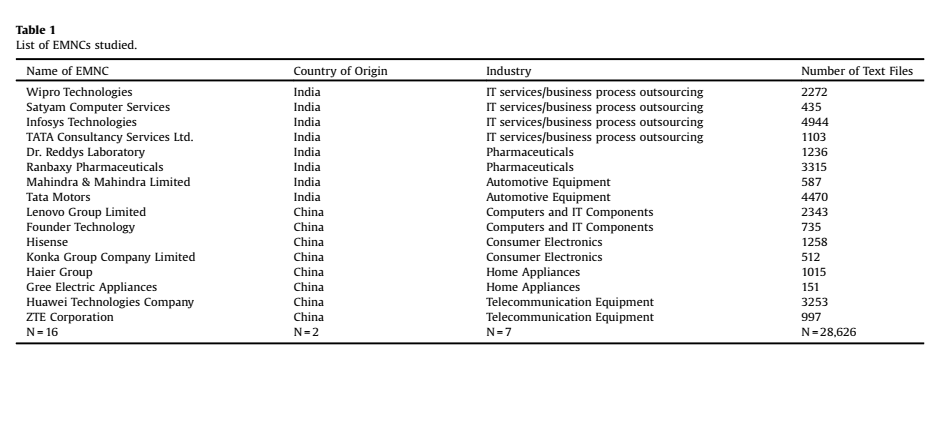 Table 1
List of EMNCs studied.
Name of EMNC Country of Origin Industry Number of Text Files
Wipro Technologies India IT services/business process outsourcing 2272
Satyam Computer Services India IT services/business process outsourcing 435
Infosys Technologies India IT services/business process outsourcing 4944
TATA Consultancy Services Ltd. India IT services/business process outsourcing 1103
Dr. Reddys Laboratory India Pharmaceuticals 1236
Ranbaxy Pharmaceuticals India Pharmaceuticals 3315
Mahindra & Mahindra Limited India Automotive Equipment 587
Tata Motors India Automotive Equipment 4470
Lenovo Group Limited China Computers and IT Components 2343
Founder Technology China Computers and IT Components 735
Hisense China Consumer Electronics 1258
Konka Group Company Limited China Consumer Electronics 512
Haier Group China Home Appliances 1015
Gree Electric Appliances China Home Appliances 151
Huawei Technologies Company China Telecommunication Equipment 3253
ZTE Corporation China Telecommunication Equipment 997
N = 16 N = 2 N = 7 N = 28,626